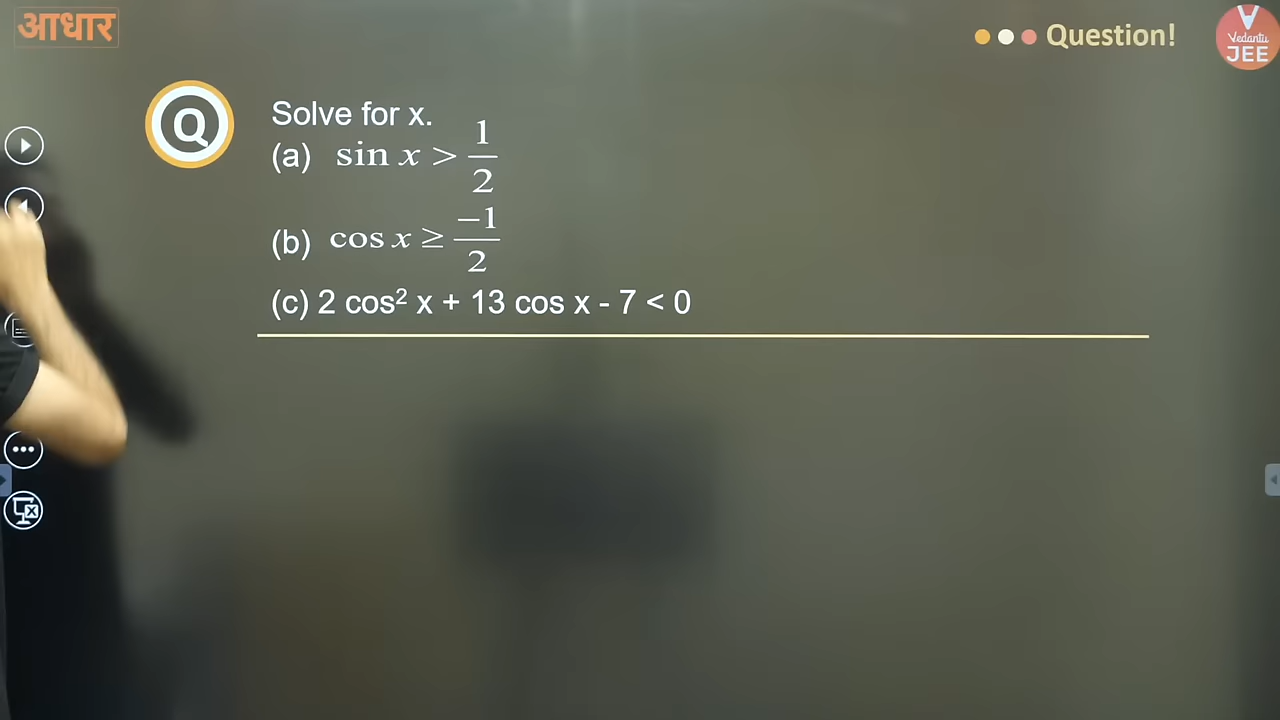 आधार
Question!
Vedantu
JEE
Q
Solve for x.
(a) sin x > 1/2
(b) cos x ≥ -1/2
(c) 2 cos² x + 13 cos x - 7 < 0